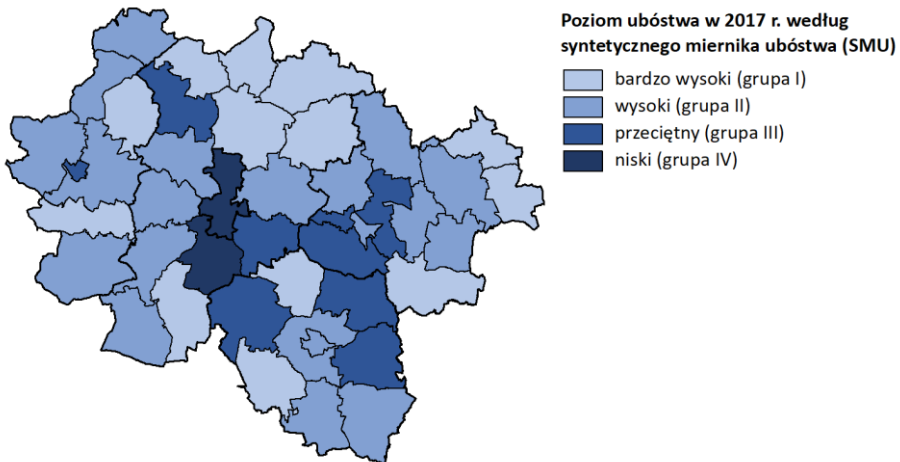 Poziom ubóstwa w 2017 r. według
syntetycznego miernika ubóstwa (SMU)
bardzo wysoki (grupa I)
wysoki (grupa II)
przeciętny (grupa III)
niski (grupa IV)